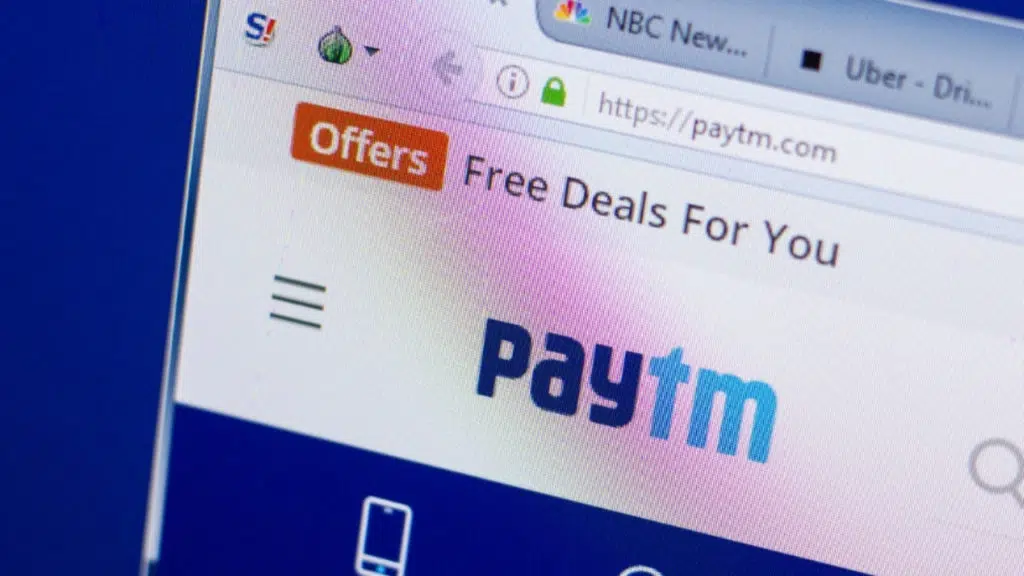 NBC New...
Uber - Dri...
S!
https://paytm.com
Offers Free Deals For You
paytm